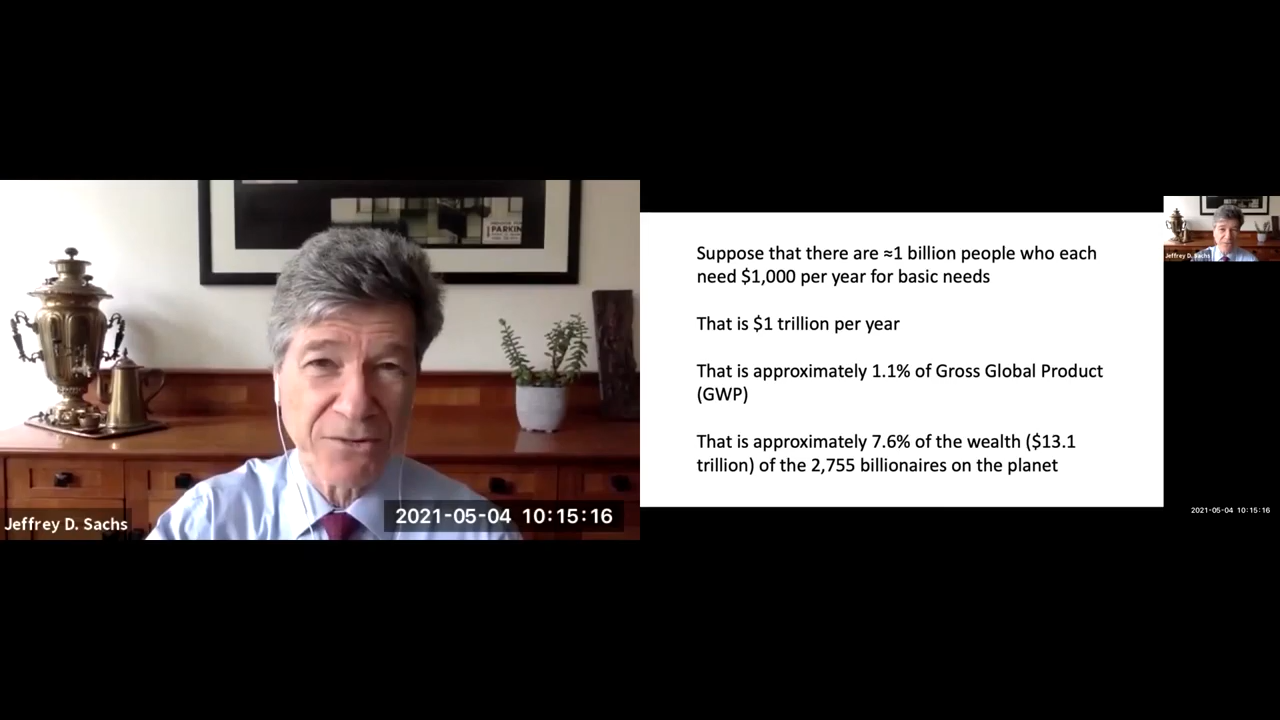 PARKIN
Jeffrey D. Sachs
2021-05-04 10:15:16
Suppose that there are ≈1 billion people who each
need $1,000 per year for basic needs
That is $1 trillion per year
That is approximately 1.1% of Gross Global Product
(GWP)
That is approximately 7.6% of the wealth ($13.1
trillion) of the 2,755 billionaires on the planet
Jeffrey D. Sachs
2021-05-04 10:15:16